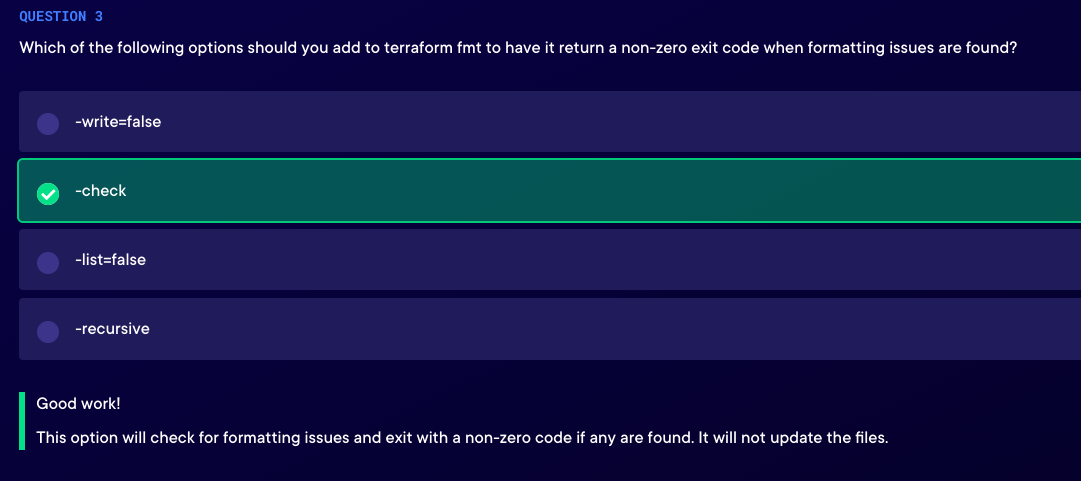 QUESTION 3
Which of the following options should you add to terraform fmt to have it return a non-zero exit code when formatting issues are found?
-write=false
-check
-list=false
-recursive
Good work!
This option will check for formatting issues and exit with a non-zero code if any are found. It will not update the files.